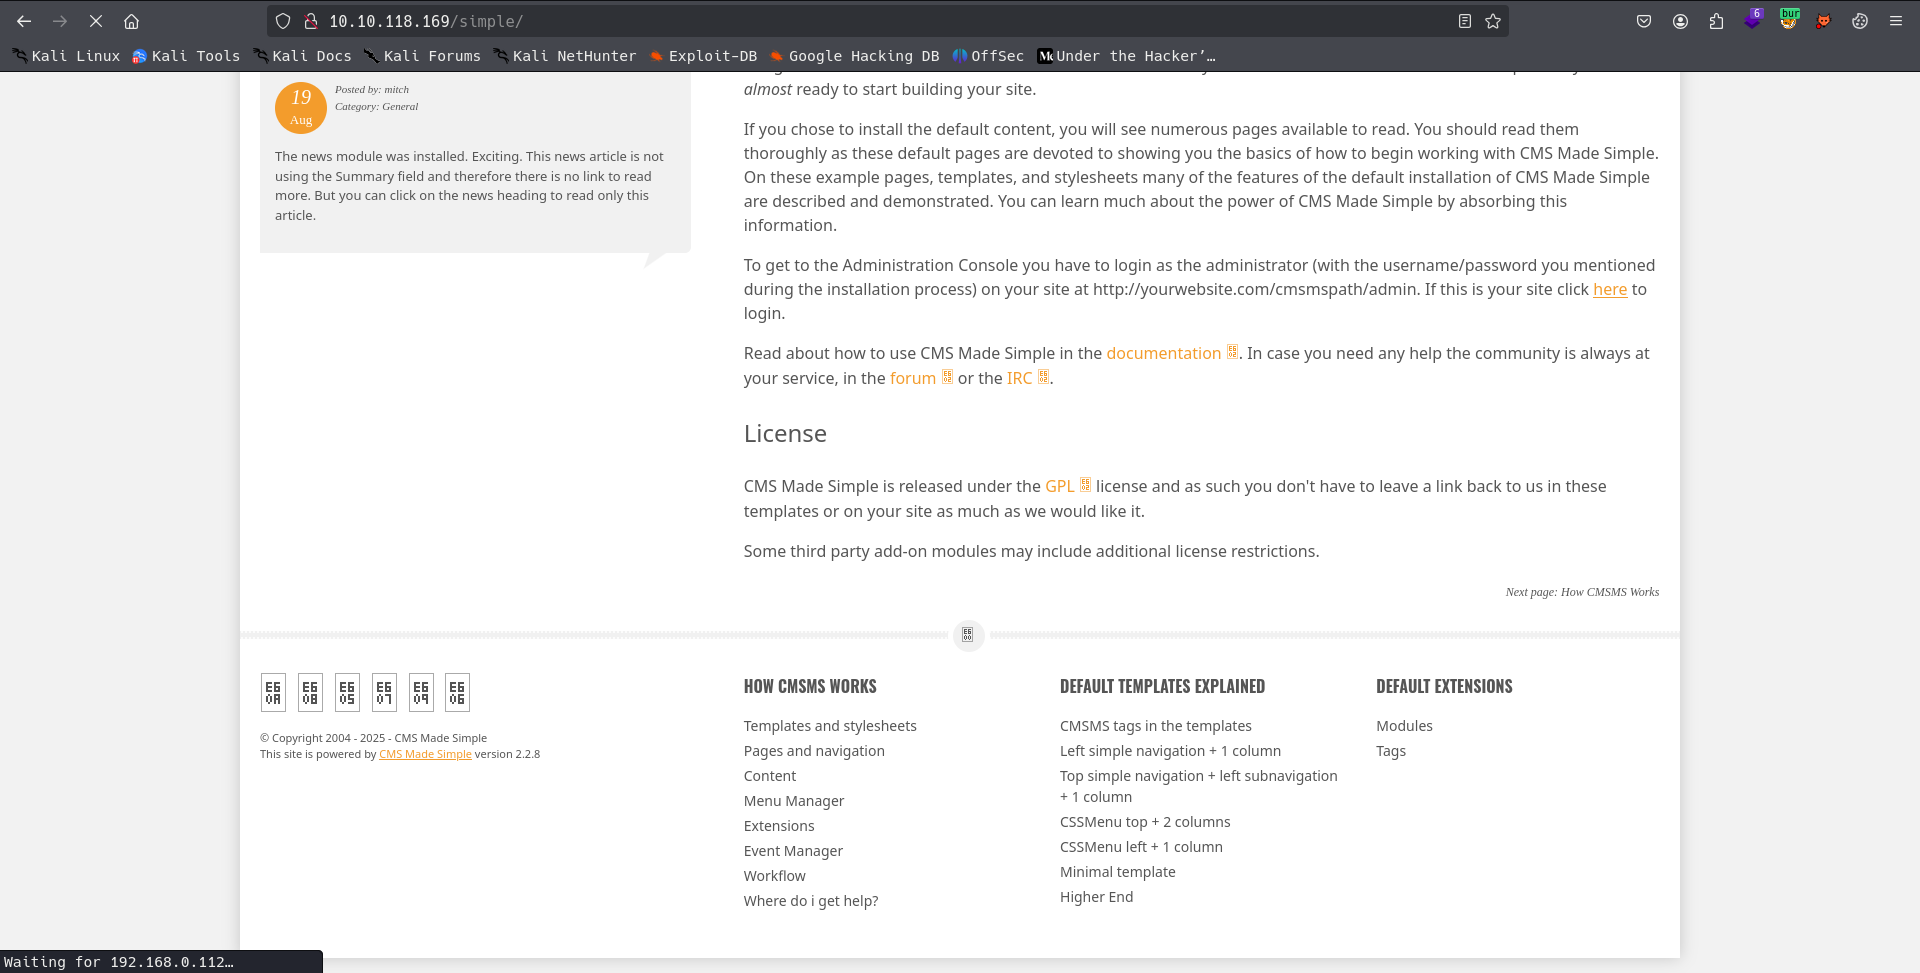 10.10.118.169/simple/
6
bur
Kali Linux Kali Tools Kali Docs Kali Forums Kali NetHunter Exploit-DB Google Hacking DB OffSec Under the Hacker’…
19
Aug
Posted by: mitch
Category: General
The news module was installed. Exciting. This news article is not
using the Summary field and therefore there is no link to read
more. But you can click on the news heading to read only this
article.
almost ready to start building your site.
If you chose to install the default content, you will see numerous pages available to read. You should read them
thoroughly as these default pages are devoted to showing you the basics of how to begin working with CMS Made Simple.
On these example pages, templates, and stylesheets many of the features of the default installation of CMS Made Simple
are described and demonstrated. You can learn much about the power of CMS Made Simple by absorbing this
information.
To get to the Administration Console you have to login as the administrator (with the username/password you mentioned
during the installation process) on your site at http://yourwebsite.com/cmsmspath/admin. If this is your site click here to
login.
Read about how to use CMS Made Simple in the documentation . In case you need any help the community is always at
your service, in the forum or the IRC .
License
CMS Made Simple is released under the GPL license and as such you don't have to leave a link back to us in these
templates or on your site as much as we would like it.
Some third party add-on modules may include additional license restrictions.
Next page: How CMSMS Works
© Copyright 2004 - 2025 - CMS Made Simple
This site is powered by CMS Made Simple version 2.2.8
HOW CMSMS WORKS
Templates and stylesheets
Pages and navigation
Content
Menu Manager
Extensions
Event Manager
Workflow
Where do i get help?
DEFAULT TEMPLATES EXPLAINED
CMSMS tags in the templates
Left simple navigation + 1 column
Top simple navigation + left subnavigation
+ 1 column
CSSMenu top + 2 columns
CSSMenu left + 1 column
Minimal template
Higher End
DEFAULT EXTENSIONS
Modules
Tags
Waiting for 192.168.0.112…